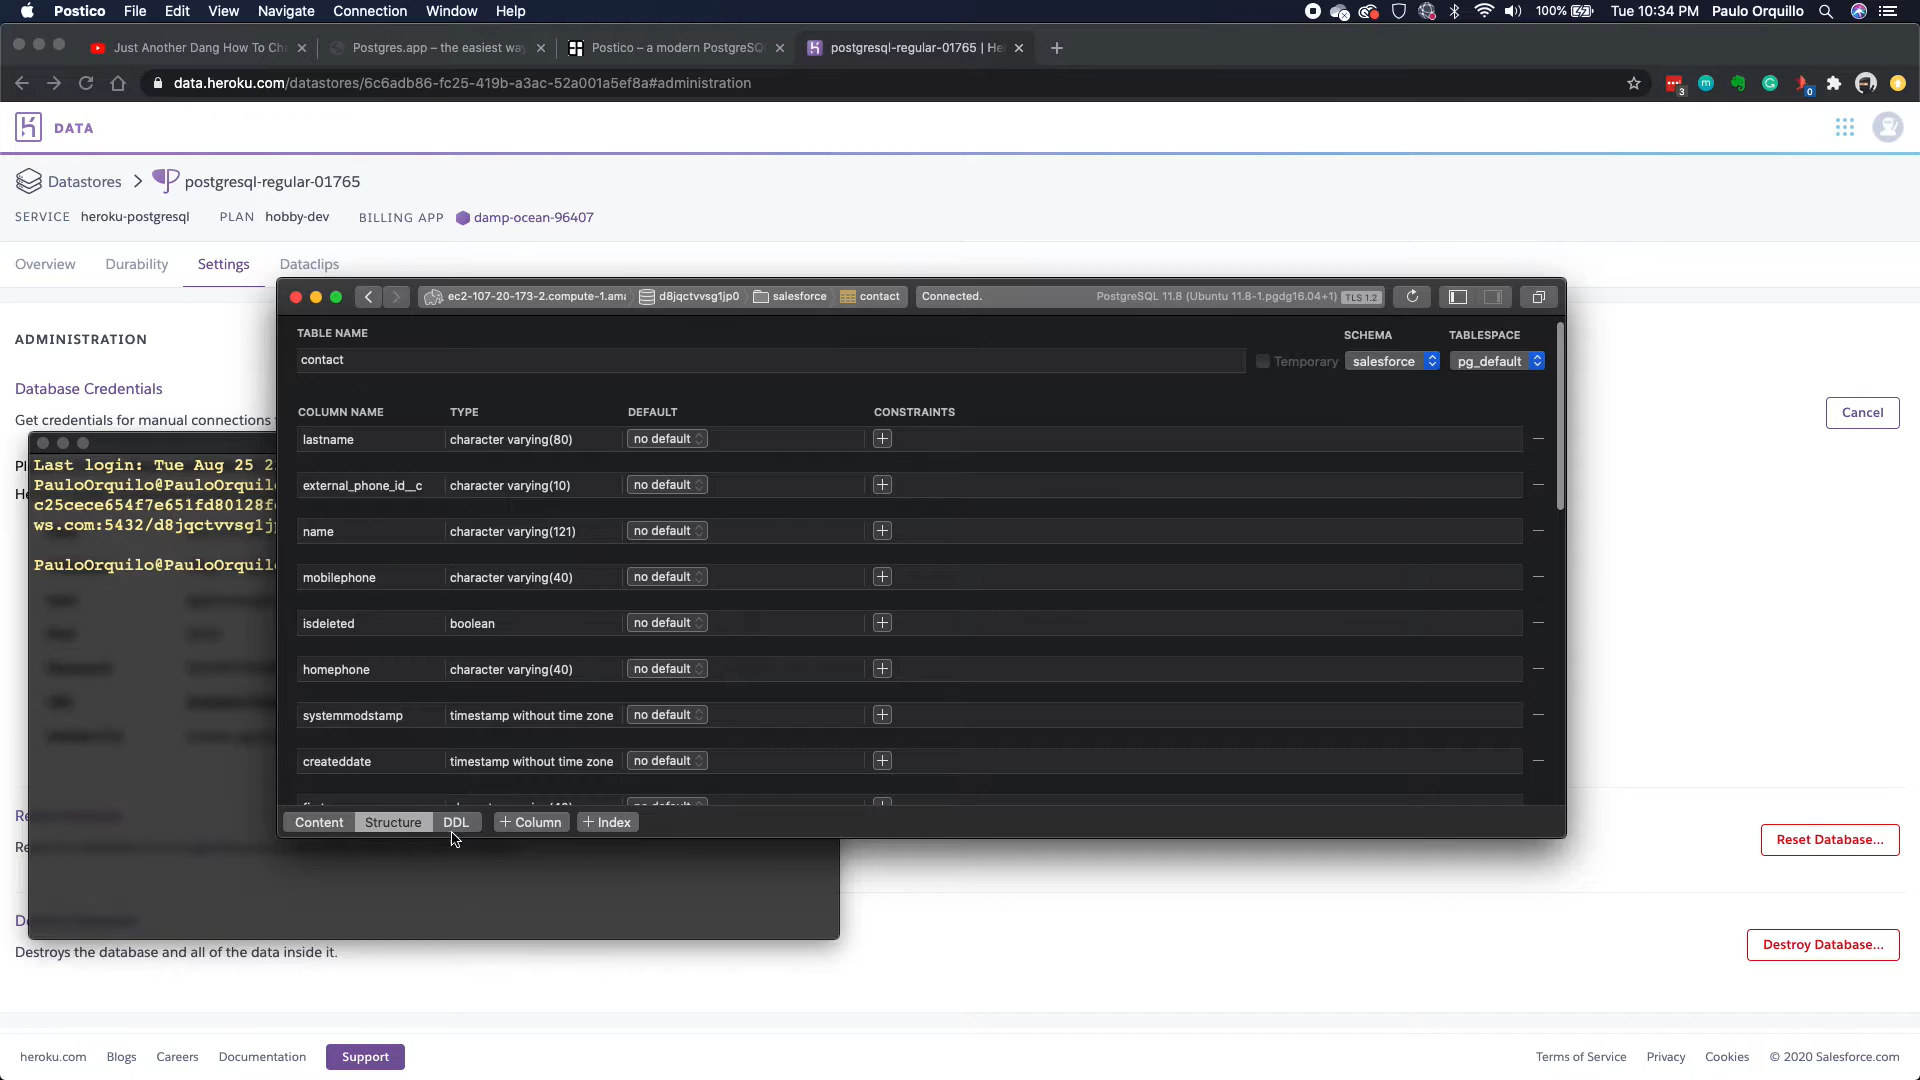 Postico File Edit View Navigate Connection Window Help
100% Tue 10:34 PM Paulo Orquillo
Just Another Dang How To Ch
Postgres.app – the easiest way
Postico – a modern PostgreSQ
postgresql-regular-01765 | He
data.heroku.com/datastores/6c6adb86-fc25-419b-a3ac-52a001a5ef8a#administration
3
0
DATA
Datastores postgresql-regular-01765
SERVICE heroku-postgresql PLAN hobby-dev BILLING APP damp-ocean-96407
Overview Durability Settings Dataclips
ec2-107-20-173-2.compute-1.ama d8jqctvvsg1jp0 salesforce contact Connected. PostgreSQL 11.8 (Ubuntu 11.8-1.pgdg16.04+1) TLS 1.2
TABLE NAME SCHEMA TABLESPACE
contact Temporary salesforce pg_default
COLUMN NAME TYPE DEFAULT CONSTRAINTS
lastname character varying(80) no default
external_phone_id__c character varying(10) no default
name character varying(121) no default
mobilephone character varying(40) no default
isdeleted boolean no default
homephone character varying(40) no default
systemmodstamp timestamp without time zone no default
createddate timestamp without time zone no default
Content Structure DDL + Column + Index
ADMINISTRATION
Database Credentials
Get credentials for manual connections
Cancel
Last login: Tue Aug 25 2
PauloOrquilo@PauloOrquil
c25cece654f7e651fd80128f
ws.com:5432/d8jqctvvsg1j
PauloOrquilo@PauloOrquil
Reset Database...
Destroys the database and all of the data inside it.
Destroy Database...
heroku.com Blogs Careers Documentation Support
Terms of Service Privacy Cookies © 2020 Salesforce.com